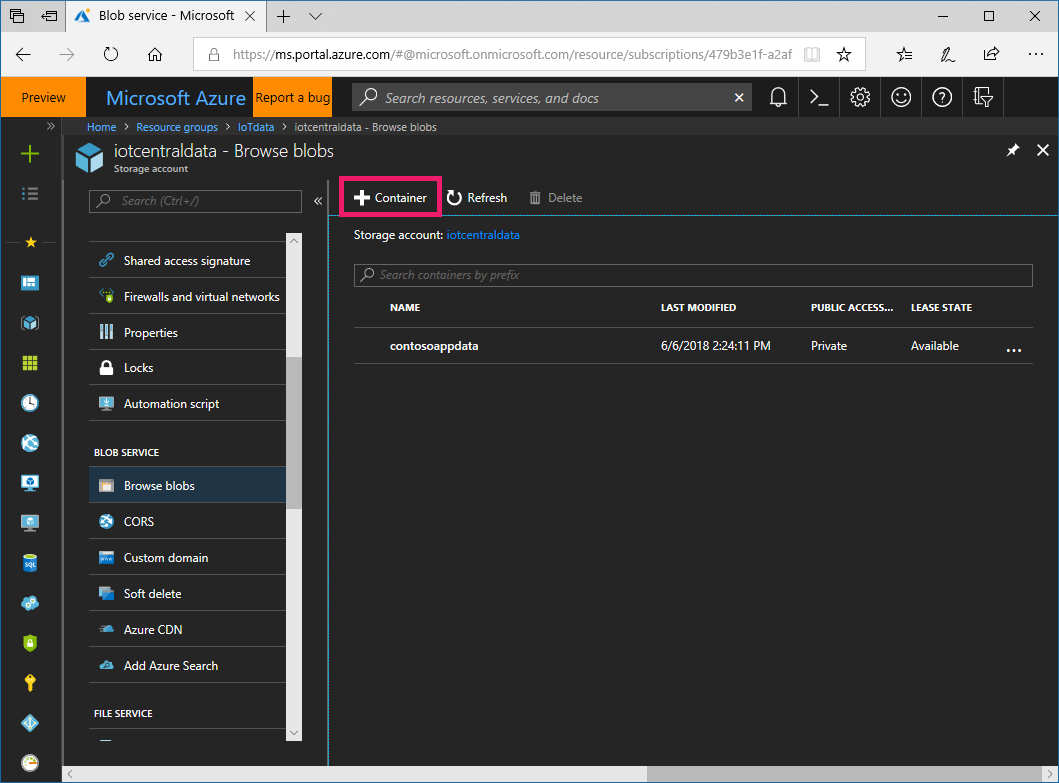 Blob service - Microsoft
https://ms.portal.azure.com/#@microsoft.onmicrosoft.com/resource/subscriptions/479b3e1f-a2af
Preview
Microsoft Azure
Report a bug
Search resources, services, and docs
Home > Resource groups > IoTdata > iotcentraldata - Browse blobs
iotcentraldata - Browse blobs
Storage account
Search (Ctrl+/)
Shared access signature
Firewalls and virtual networks
Properties
Locks
Automation script
BLOB SERVICE
Browse blobs
CORS
Custom domain
Soft delete
Azure CDN
Add Azure Search
FILE SERVICE
SQL
Container
Refresh
Delete
Storage account: iotcentraldata
Search containers by prefix
NAME LAST MODIFIED PUBLIC ACCESS... LEASE STATE
contosoappdata 6/6/2018 2:24:11 PM Private Available